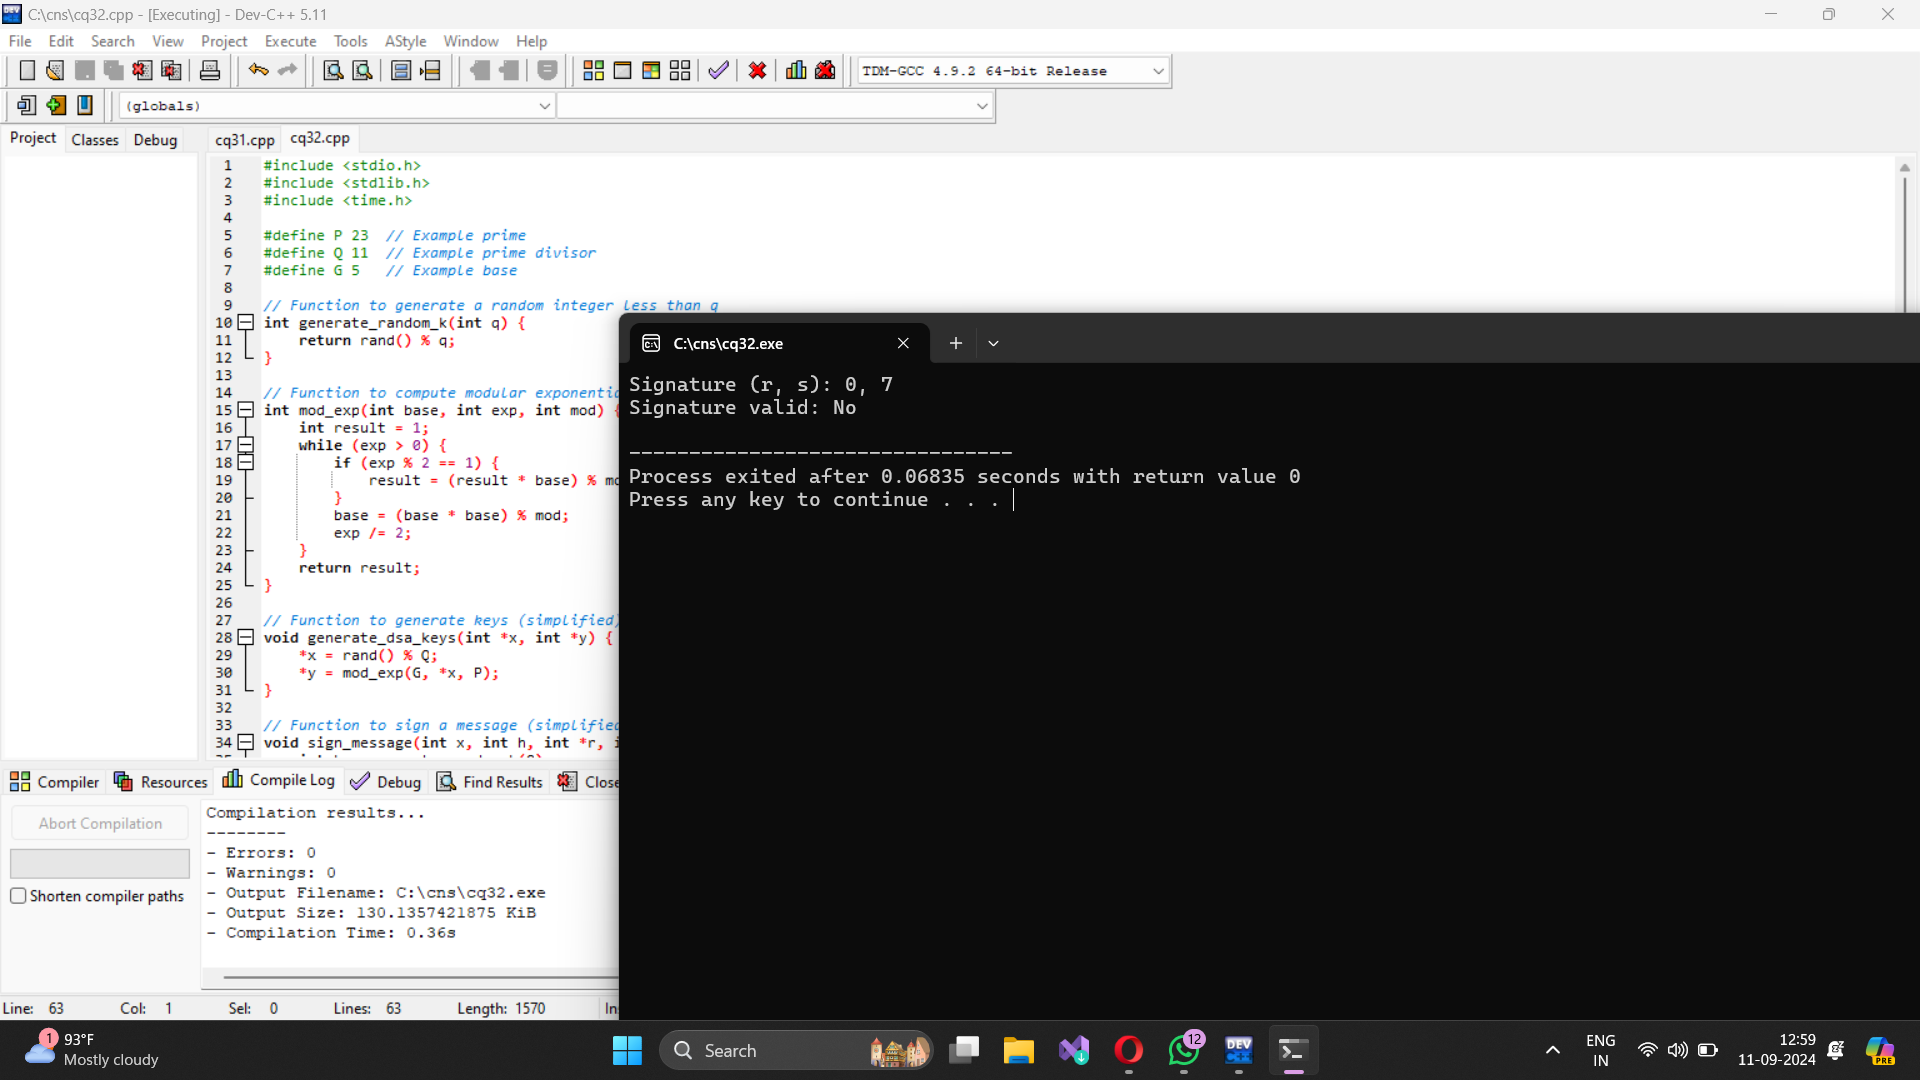 C:\cns\cq32.cpp - [Executing] - Dev-C++ 5.11
File Edit Search View Project Execute Tools AStyle Window Help
TDM-GCC 4.9.2 64-bit Release
(globals)
Project Classes Debug
cq31.cpp cq32.cpp
1 #include <stdio.h>
2 #include <stdlib.h>
3 #include <time.h>
4
5 #define P 23 // Example prime
6 #define Q 11 // Example prime divisor
7 #define G 5 // Example base
8
9 // Function to generate a random integer less than q
10 int generate_random_k(int q) {
11 return rand() % q;
12 }
13
14 // Function to compute modular exponentia
15 int mod_exp(int base, int exp, int mod) {
16 int result = 1;
17 while (exp > 0) {
18 if (exp % 2 == 1) {
19 result = (result * base) % mo
20 }
21 base = (base * base) % mod;
22 exp /= 2;
23 }
24 return result;
25 }
26
27 // Function to generate keys (simplified)
28 void generate_dsa_keys(int *x, int *y) {
29 *x = rand() % Q;
30 *y = mod_exp(G, *x, P);
31 }
32
33 // Function to sign a message (simplified
34 void sign_message(int x, int h, int *r, i
C:\cns\cq32.exe
Signature (r, s): 0, 7
Signature valid: No
--------------------------------
Process exited after 0.06835 seconds with return value 0
Press any key to continue . . .
Compiler Resources Compile Log Debug Find Results Close
Abort Compilation
Shorten compiler paths
Compilation results...
--------
- Errors: 0
- Warnings: 0
- Output Filename: C:\cns\cq32.exe
- Output Size: 130.1357421875 KiB
- Compilation Time: 0.36s
Line: 63 Col: 1 Sel: 0 Lines: 63 Length: 1570 In
1
93°F
Mostly cloudy
Search
12
DEV
ENG
IN
12:59
11-09-2024
PRE